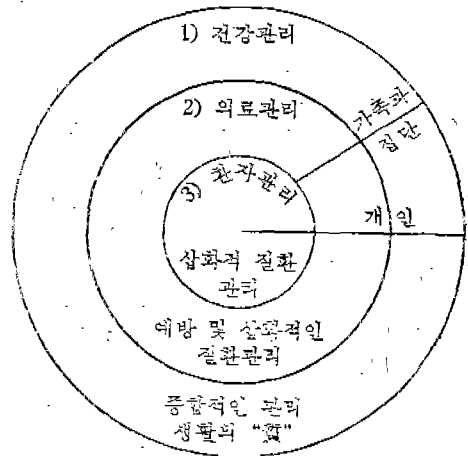 1) 건강관리
2) 의료관리
3) 환자관리
가족과
집단
개 인
삽화적 질환
관리
예방 및 삽화적인
질환관리
종합적인 관리
생활의 “質”